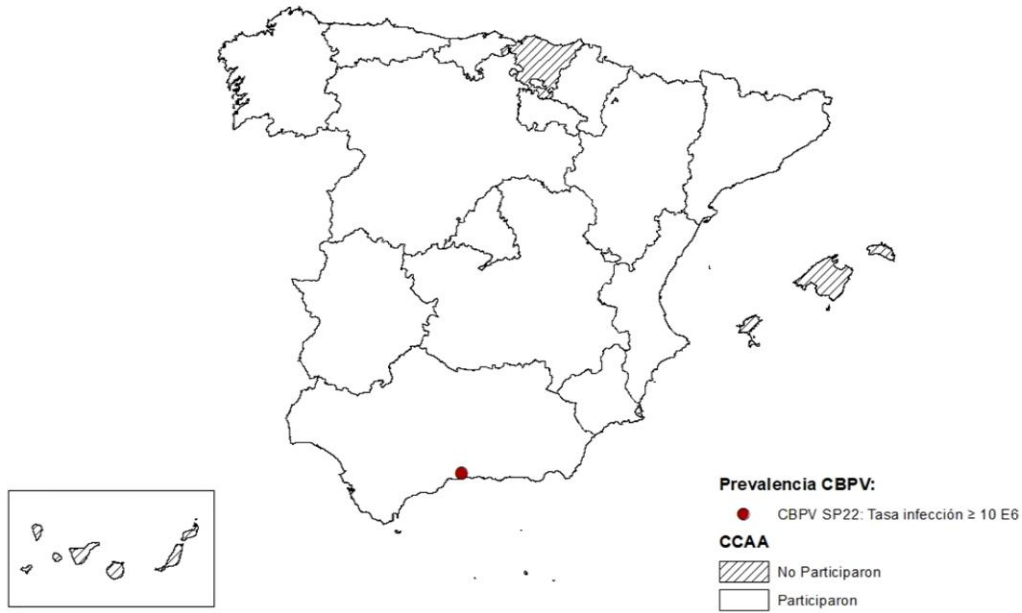 Prevalencia CBPV:
CBPV SP22: Tasa infección ≥ 10 E6
CCAA
No Participaron
Participaron